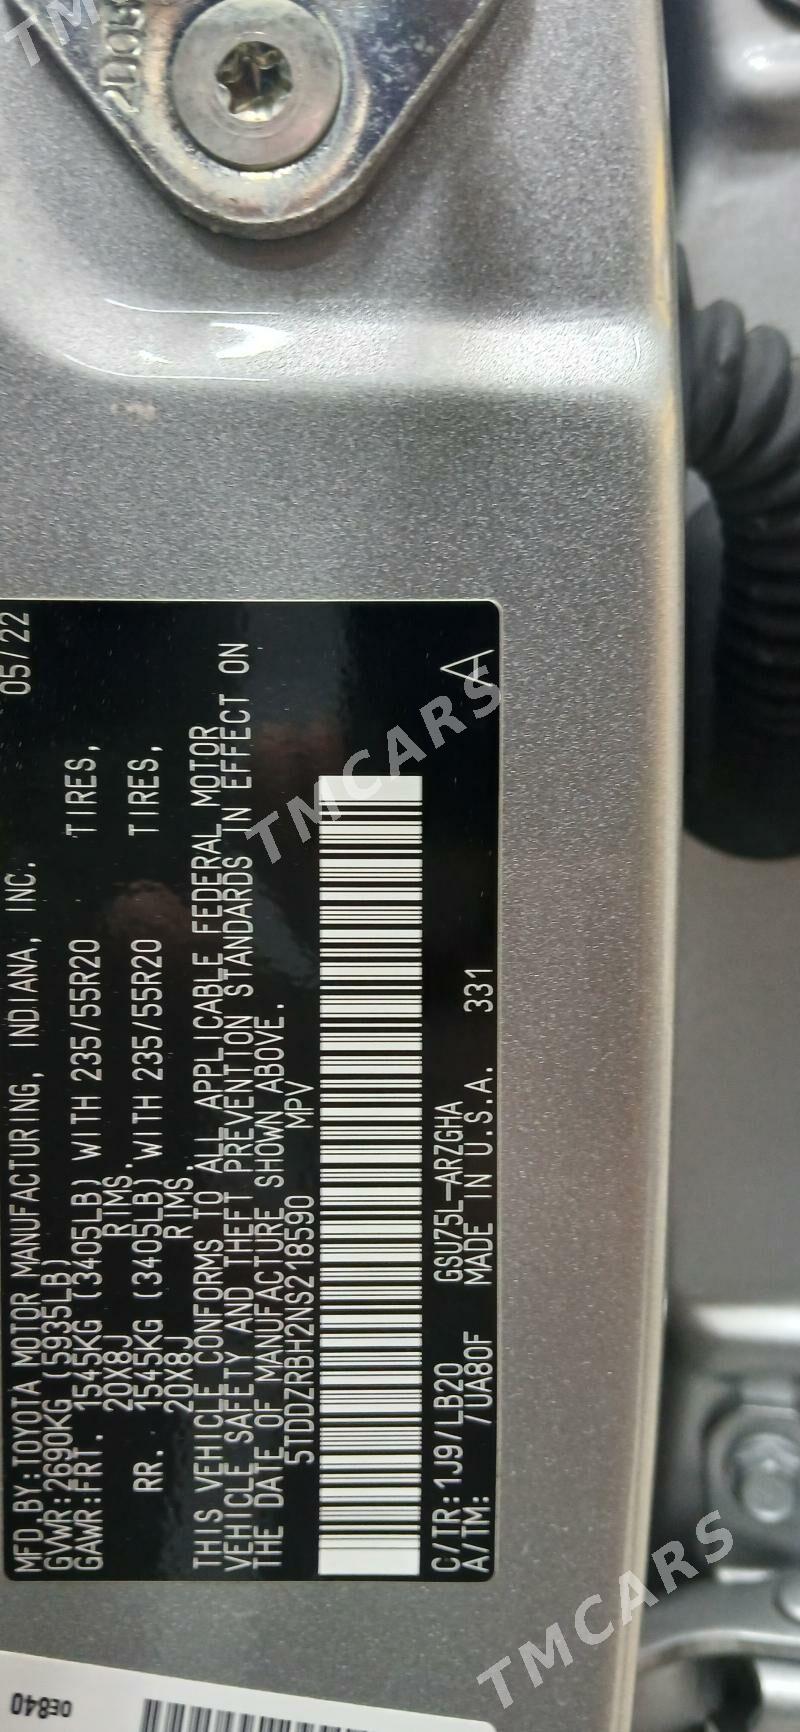 MFD.BY:TOYOTA MOTOR MANUFACTURING, INDIANA, INC. 05/22
GVWR:2690KG (5935LB)
GAWR:FRT. 1545KG (3405LB) WITH 235/55R20 TIRES,
20X8J RIMS.
RR. 1545KG (3405LB) WITH 235/55R20 TIRES,
20X8J RIMS.
THIS VEHICLE CONFORMS TO ALL APPLICABLE FEDERAL MOTOR
VEHICLE SAFETY AND THEFT PREVENTION STANDARDS IN EFFECT ON
THE DATE OF MANUFACTURE SHOWN ABOVE.
5TDDZRBH2NS218590 MPV
C/TR:1J9/LB20 GSU75L-ARZGHA
A/TM: /UA80F MADE IN U.S.A. 331
A
0E840
TMCARS
TMCARS